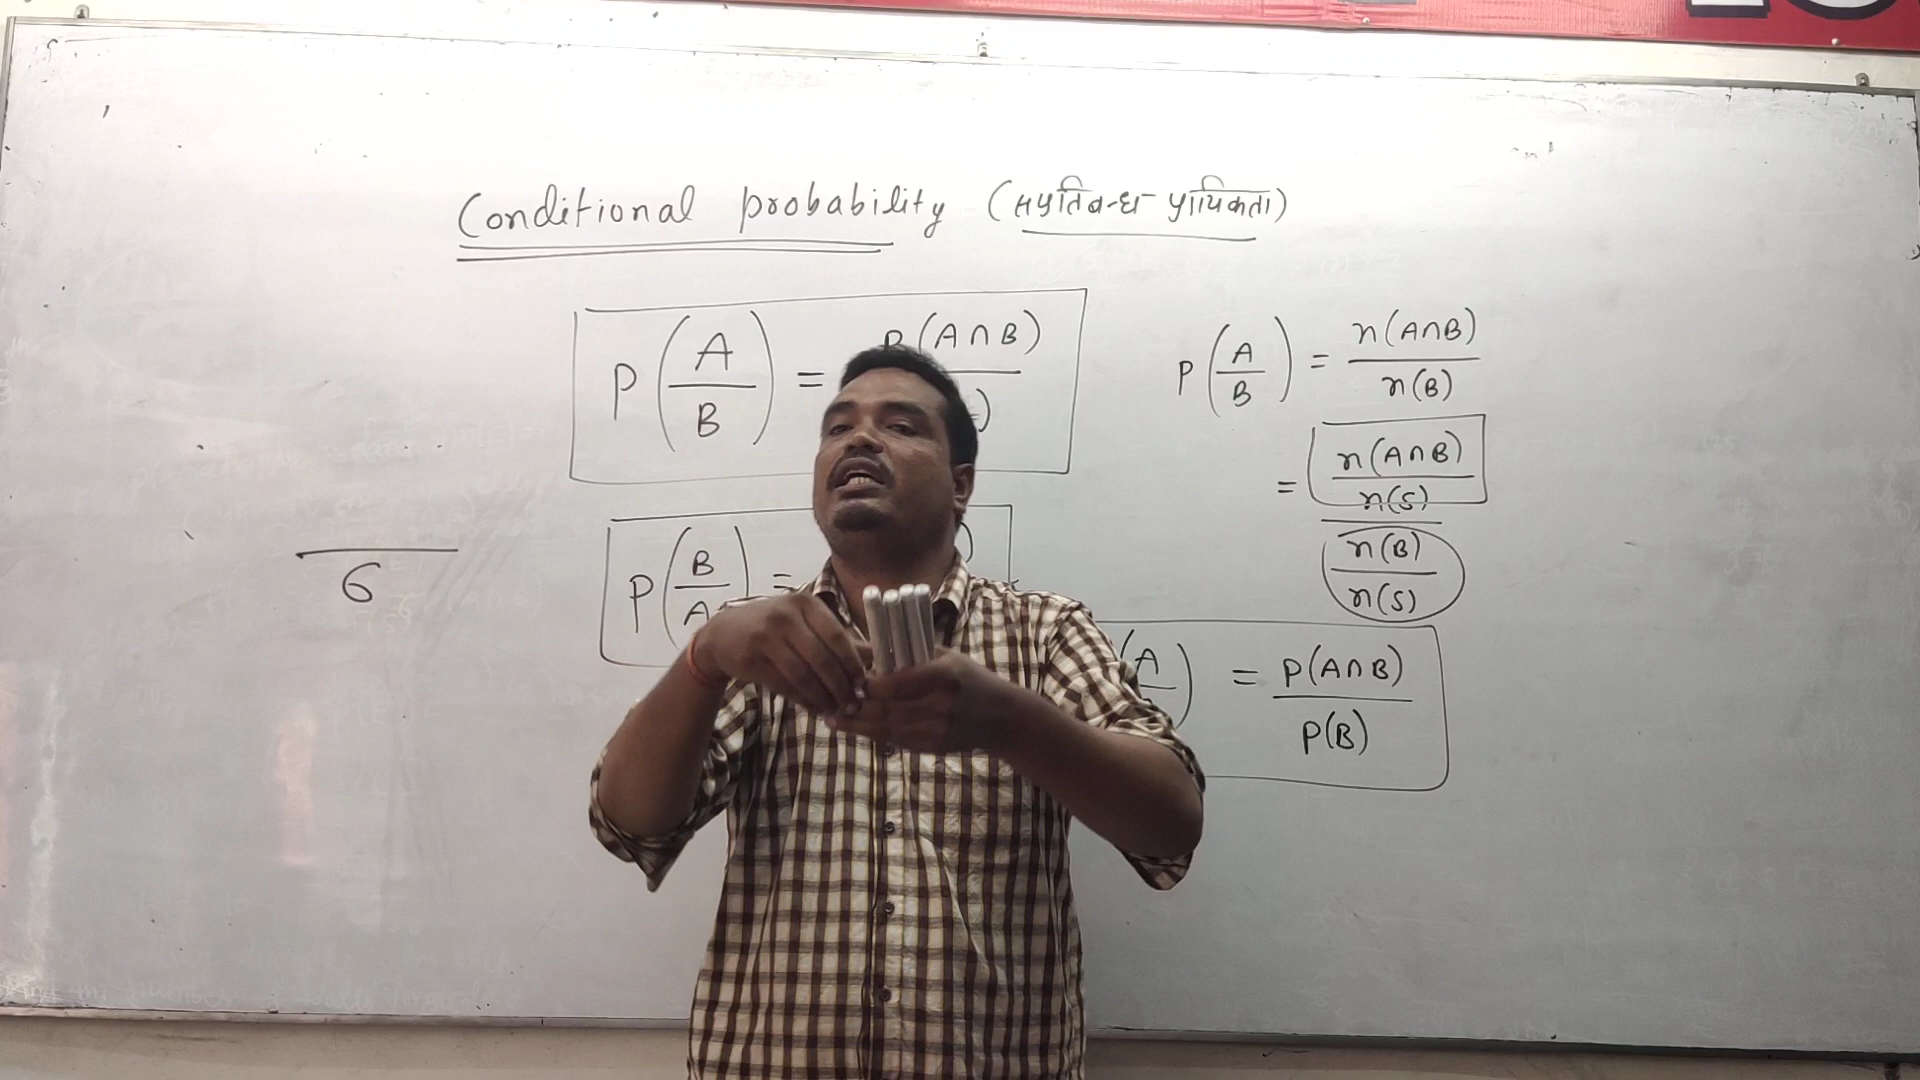 Conditional probability (सप्रतिबन्ध प्रायिकता)
P(A/B) = P(A∩B)
P(A/B) = n(A∩B)/n(B)
= n(A∩B)/n(S)
n(B)/n(S)
6
P(B/A) =
(A = P(A∩B)/P(B)